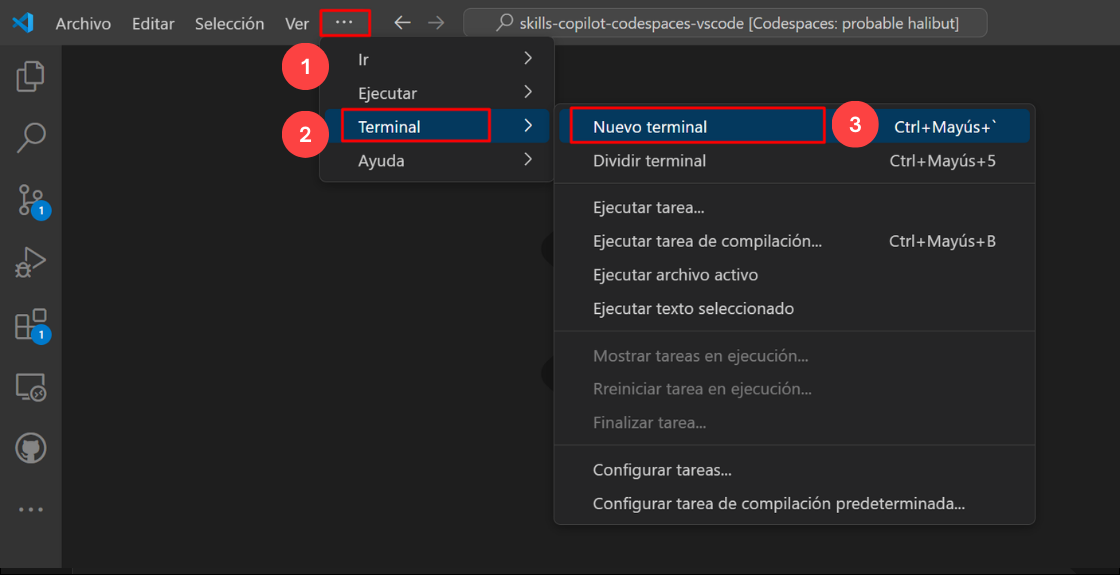 Archivo Editar Selección Ver ··· skills-copilot-codespaces-vscode [Codespaces: probable halibut]
1
Ir
Ejecutar
2
Terminal
Ayuda
Nuevo terminal 3 Ctrl+Mayús+`
Dividir terminal Ctrl+Mayús+5
Ejecutar tarea...
Ejecutar tarea de compilación... Ctrl+Mayús+B
Ejecutar archivo activo
Ejecutar texto seleccionado
Mostrar tareas en ejecución...
Rreiniciar tarea en ejecución...
Finalizar tarea...
Configurar tareas...
Configurar tarea de compilación predeterminada...
1
1